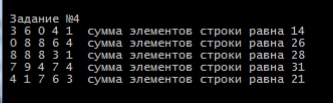 Задание №4
3 6 0 4 1 сумма элементов строки равна 14
0 8 8 6 4 сумма элементов строки равна 26
8 8 8 3 1 сумма элементов строки равна 28
7 9 4 7 4 сумма элементов строки равна 31
4 1 7 6 3 сумма элементов строки равна 21